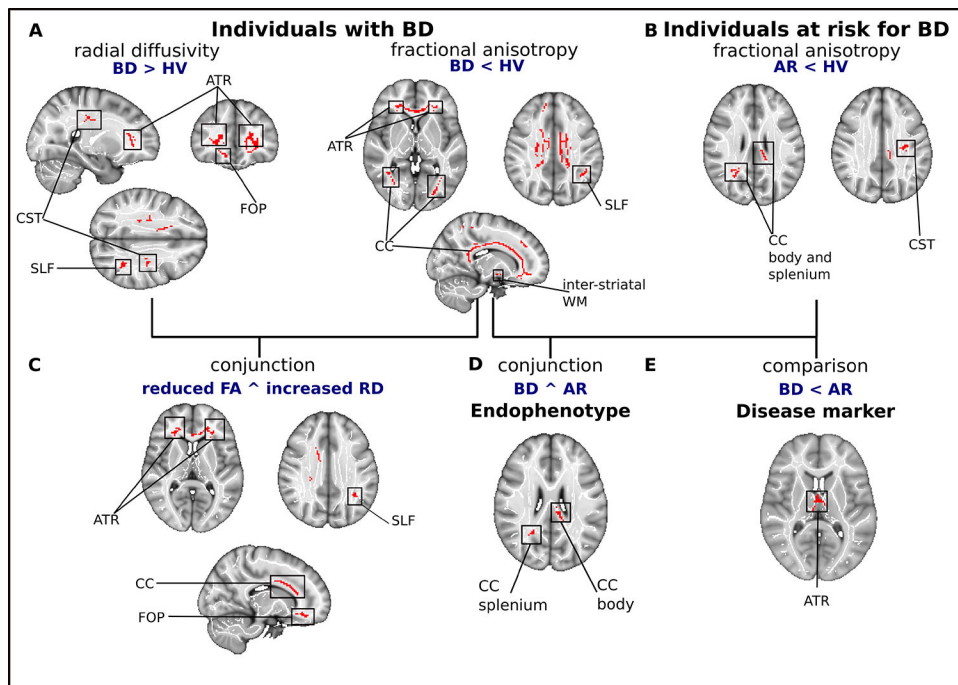 A
Individuals with BD
B
Individuals at risk for BD
radial diffusivity
BD > HV
fractional anisotropy
BD < HV
fractional anisotropy
AR < HV
ATR
ATR
FOP
CST
SLF
SLF
CC
inter-striatal
WM
CC
body and
splenium
CST
C
conjunction
reduced FA ^ increased RD
D
conjunction
BD ^ AR
Endophenotype
E
comparison
BD < AR
Disease marker
ATR
SLF
CC
FOP
CC
splenium
CC
body
ATR